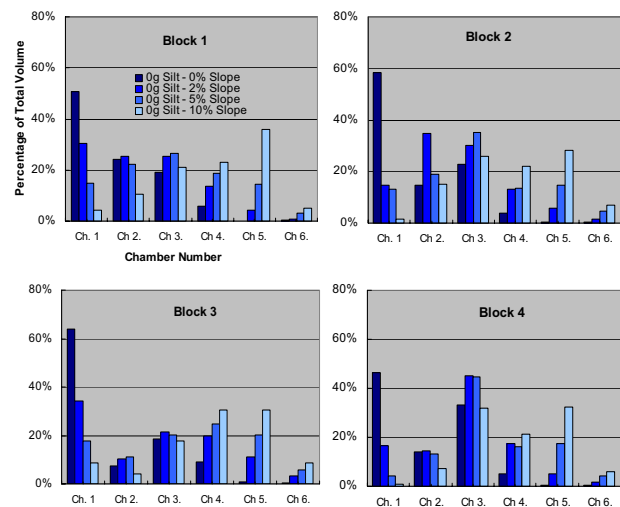 80%
60%
40%
20%
0%
Percentage of Total Volume
Block 1
0g Silt - 0% Slope
0g Silt - 2% Slope
0g Silt - 5% Slope
0g Silt - 10% Slope
Ch. 1 Ch 2. Ch 3. Ch 4. Ch 5. Ch 6.
Chamber Number
80%
60%
40%
20%
0%
Block 2
Ch. 1 Ch 2. Ch 3. Ch 4. Ch 5. Ch 6.
80%
60%
40%
20%
0%
Block 3
Ch. 1 Ch 2. Ch 3. Ch 4. Ch 5. Ch 6.
80%
60%
40%
20%
0%
Block 4
Ch. 1 Ch 2. Ch 3. Ch 4. Ch 5. Ch 6.